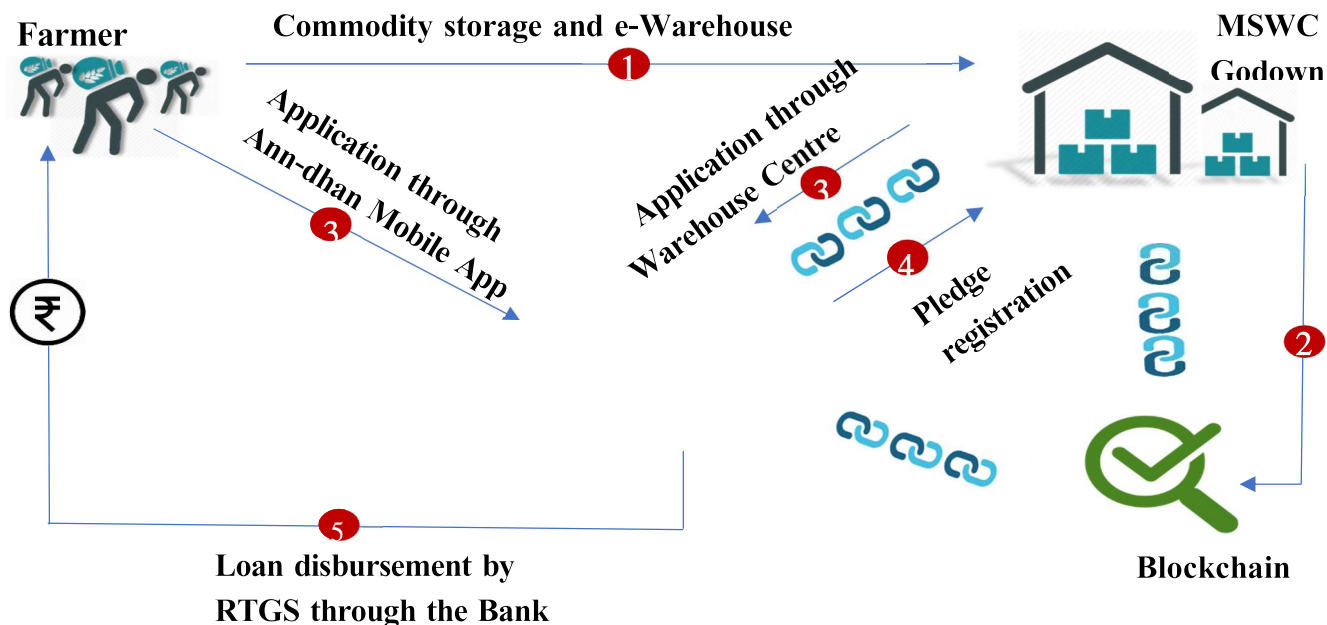 Farmer
Commodity storage and e-Warehouse
1
MSWC
Godown
Application through
Ann-dhan Mobile App
3
Application through
Warehouse Centre
3
4
Pledge
registration
₹
2
5
Loan disbursement by
RTGS through the Bank
Blockchain